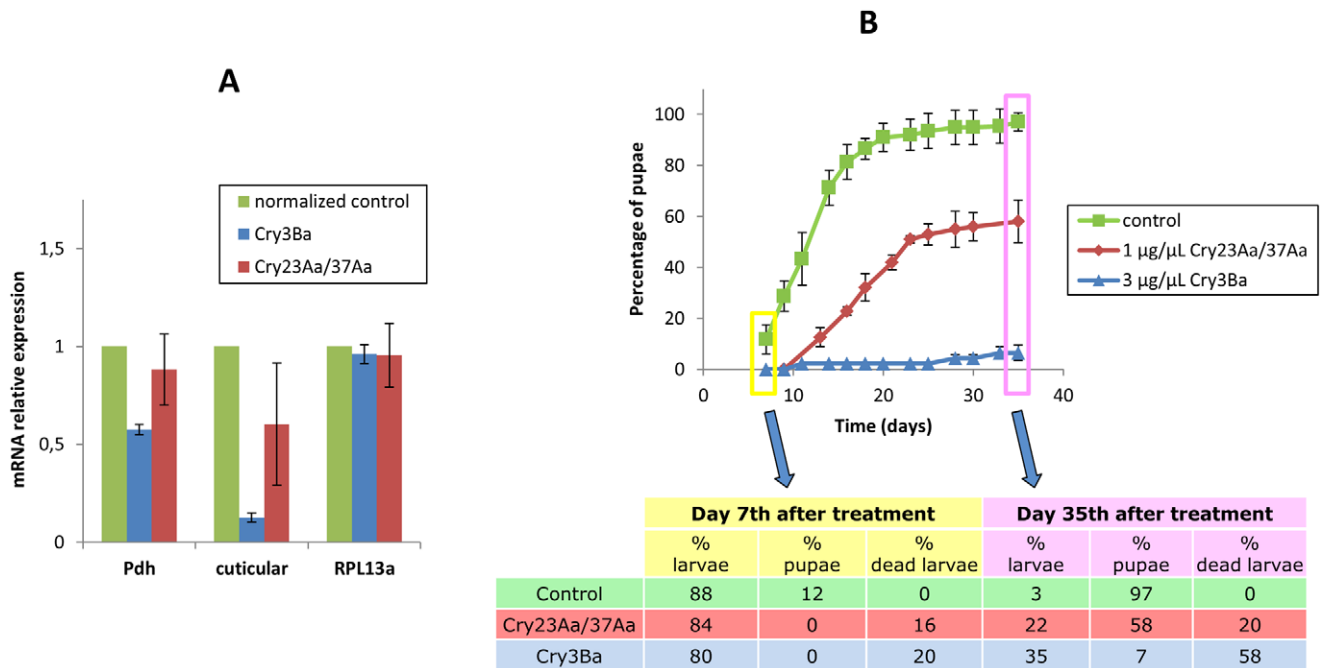 A
normalized control
Cry3Ba
Cry23Aa/37Aa
mRNA relative expression
1,5
1
0,5
0
Pdh cuticular RPL13a
B
Percentage of pupae
100
80
60
40
20
0
0 10 20 30 40
Time (days)
control
1 µg/µL Cry23Aa/37Aa
3 µg/µL Cry3Ba
Day 7th after treatment Day 35th after treatment
% % % % % %
larvae pupae dead larvae larvae pupae dead larvae
Control 88 12 0 3 97 0
Cry23Aa/37Aa 84 0 16 22 58 20
Cry3Ba 80 0 20 35 7 58